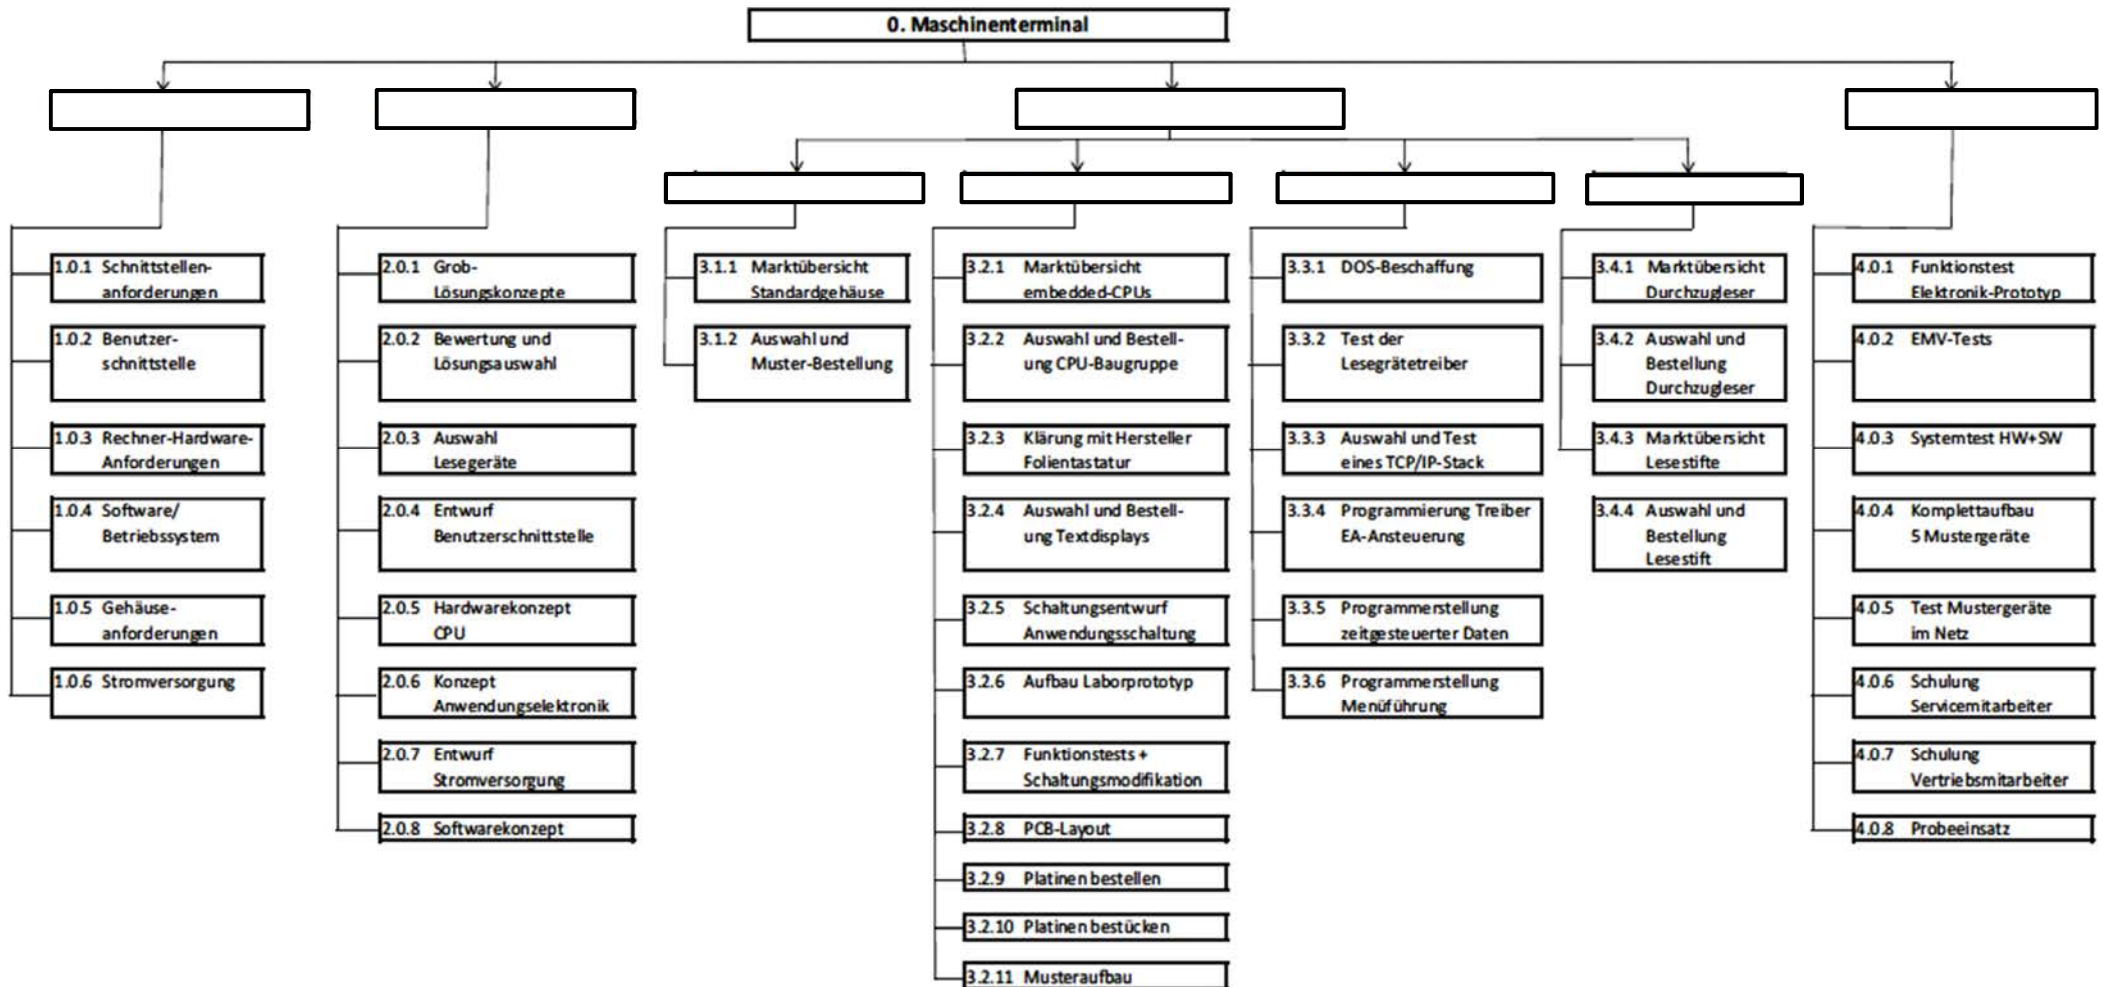 0. Maschinenterminal
1.0.1 Schnittstellen-
anforderungen
1.0.2 Benutzer-
schnittstelle
1.0.3 Rechner-Hardware-
Anforderungen
1.0.4 Software/
Betriebssystem
1.0.5 Gehäuse-
anforderungen
1.0.6 Stromversorgung
2.0.1 Grob-
Lösungskonzepte
2.0.2 Bewertung und
Lösungsauswahl
2.0.3 Auswahl
Lesegeräte
2.0.4 Entwurf
Benutzerschnittstelle
2.0.5 Hardwarekonzept
CPU
2.0.6 Konzept
Anwendungselektronik
2.0.7 Entwurf
Stromversorgung
2.0.8 Softwarekonzept
3.1.1 Marktübersicht
Standardgehäuse
3.1.2 Auswahl und
Muster-Bestellung
3.2.1 Marktübersicht
embedded-CPUs
3.2.2 Auswahl und Bestell-
ung CPU-Baugruppe
3.2.3 Klärung mit Hersteller
Folientastatur
3.2.4 Auswahl und Bestell-
ung Textdisplays
3.2.5 Schaltungsentwurf
Anwendungsschaltung
3.2.6 Aufbau Laborprototyp
3.2.7 Funktionstests +
Schaltungsmodifikation
3.2.8 PCB-Layout
3.2.9 Platinen bestellen
3.2.10 Platinen bestücken
3.2.11 Musteraufbau
3.3.1 DOS-Beschaffung
3.3.2 Test der
Lesegrätetreiber
3.3.3 Auswahl und Test
eines TCP/IP-Stack
3.3.4 Programmierung Treiber
EA-Ansteuerung
3.3.5 Programmerstellung
zeitgesteuerter Daten
3.3.6 Programmerstellung
Menüführung
3.4.1 Marktübersicht
Durchzugleser
3.4.2 Auswahl und
Bestellung
Durchzugleser
3.4.3 Marktübersicht
Lesestifte
3.4.4 Auswahl und
Bestellung
Lesestift
4.0.1 Funktionstest
Elektronik-Prototyp
4.0.2 EMV-Tests
4.0.3 Systemtest HW+SW
4.0.4 Komplettaufbau
5 Mustergeräte
4.0.5 Test Mustergeräte
im Netz
4.0.6 Schulung
Servicemitarbeiter
4.0.7 Schulung
Vertriebsmitarbeiter
4.0.8 Probeeinsatz